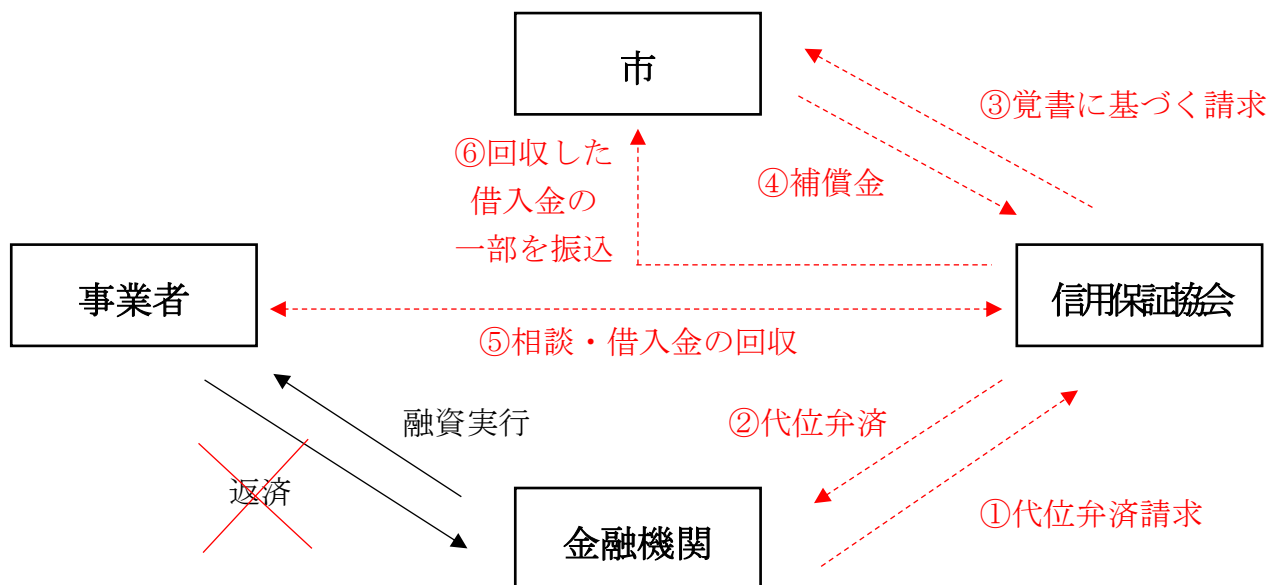 市
③覚書に基づく請求
⑥回収した
借入金の
一部を振込
④補償金
事業者
信用保証協会
⑤相談・借入金の回収
融資実行
②代位弁済
返済
①代位弁済請求
金融機関